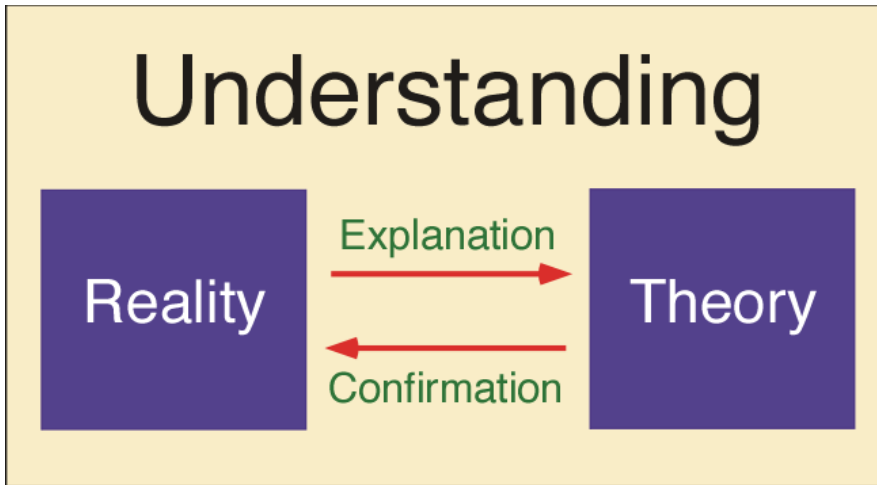 Understanding
Explanation
Reality
Theory
Confirmation